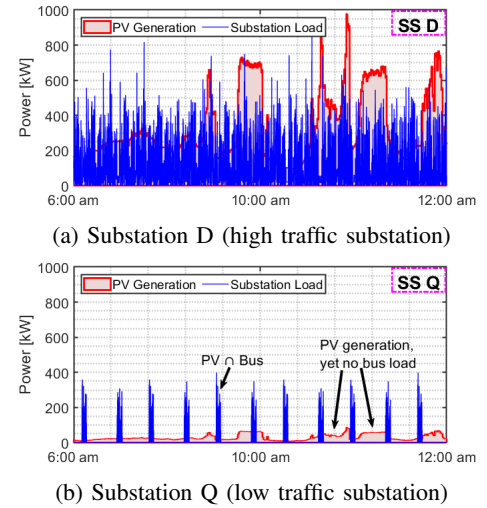 1000
PV Generation
Substation Load
SS D
800
600
400
200
0
Power [kW]
6:00 am
10:00 am
12:00 am
(a) Substation D (high traffic substation)
1000
PV Generation
Substation Load
SS Q
800
600
400
200
0
Power [kW]
PV ∩ Bus
PV generation,
yet no bus load
6:00 am
10:00 am
12:00 am
(b) Substation Q (low traffic substation)